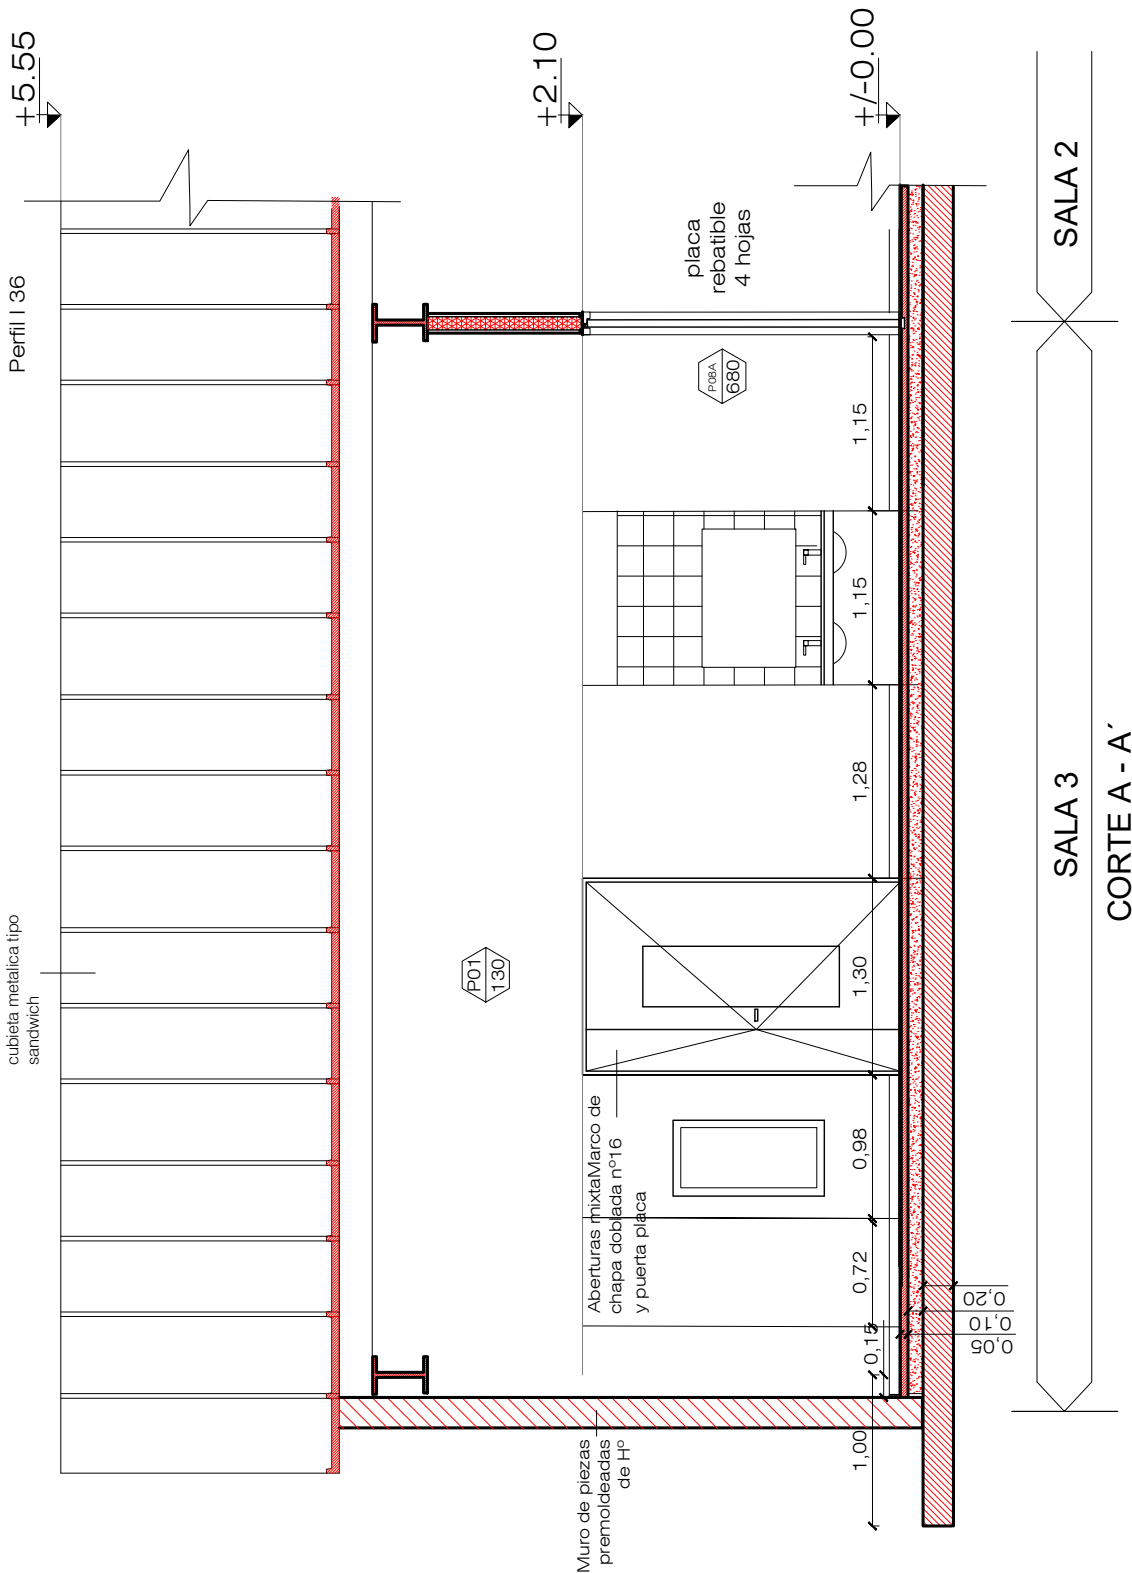 +5.55
+2.10
+/-0.00
Perfil I 36
cubieta metalica tipo
sandwich
placa
rebatible
4 hojas
P08A
680
P01
130
Aberturas mixtaMarco de
chapa doblada nº16
y puerta placa
Muro de piezas
premoldeadas
de Hº
1,00
0,15
0,72
0,98
1,30
1,28
1,15
1,15
0,05
0,10
0,20
SALA 3
SALA 2
CORTE A - A´